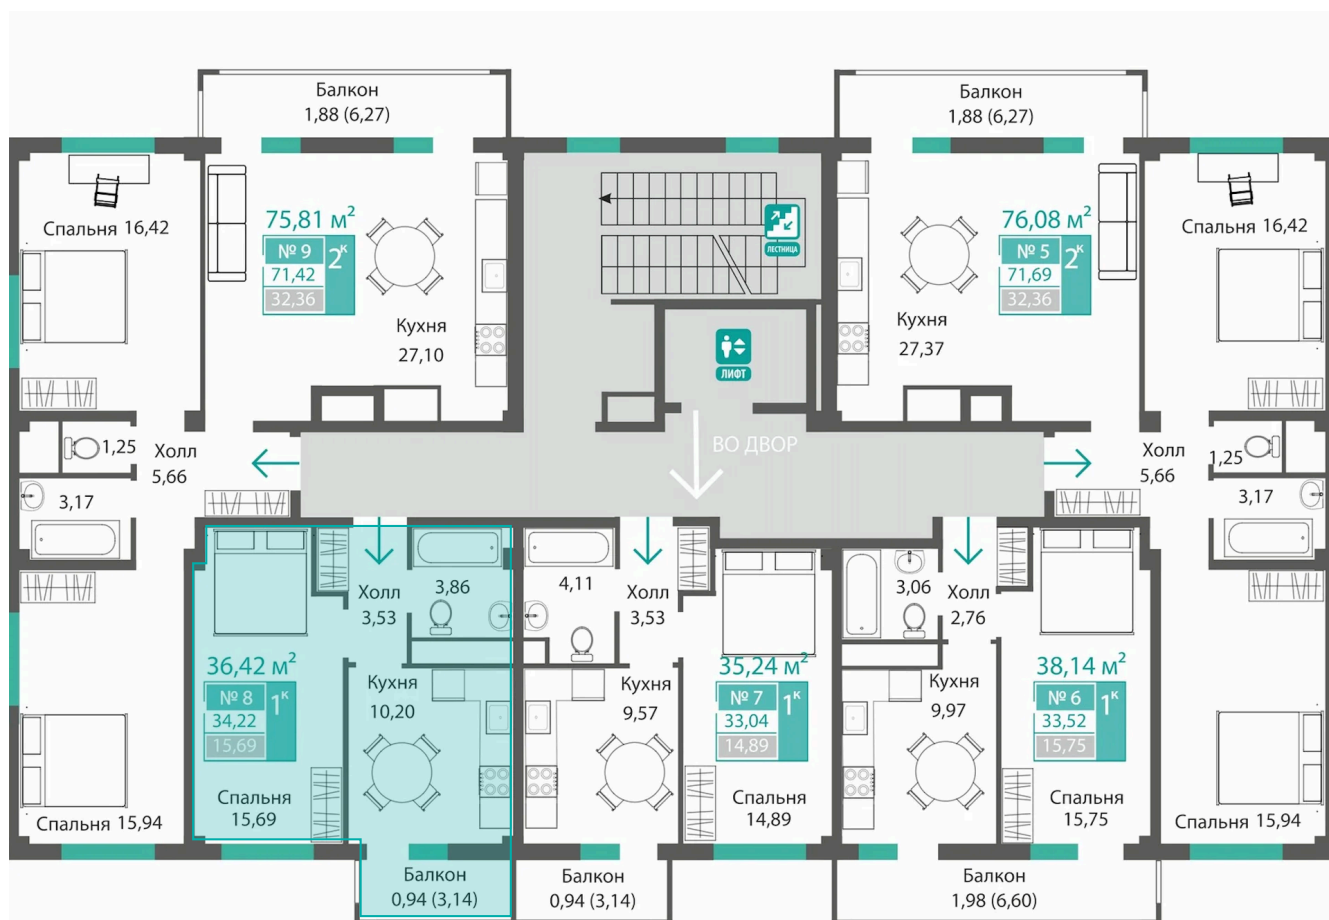 Балкон
1,88 (6,27)
Балкон
1,88 (6,27)
Спальня 16,42
75,81 м²
№ 9
2к
71,42
32,36
Кухня
27,10
ЛЕСТНИЦА
ЛИФТ
76,08 м²
№ 5
2к
71,69
32,36
Кухня
27,37
Спальня 16,42
1,25
Холл
5,66
3,17
ВО ДВОР
Холл
5,66
1,25
3,17
Холл
3,53
3,86
4,11
Холл
3,53
3,06
Холл
2,76
36,42 м²
№ 8
1к
34,22
15,69
Кухня
10,20
Кухня
9,57
35,24 м²
№ 7
1к
33,04
14,89
Кухня
9,97
38,14 м²
№ 6
1к
33,52
15,75
Спальня 15,94
Спальня
15,69
Спальня
14,89
Спальня
15,75
Спальня 15,94
Балкон
0,94 (3,14)
Балкон
0,94 (3,14)
Балкон
1,98 (6,60)